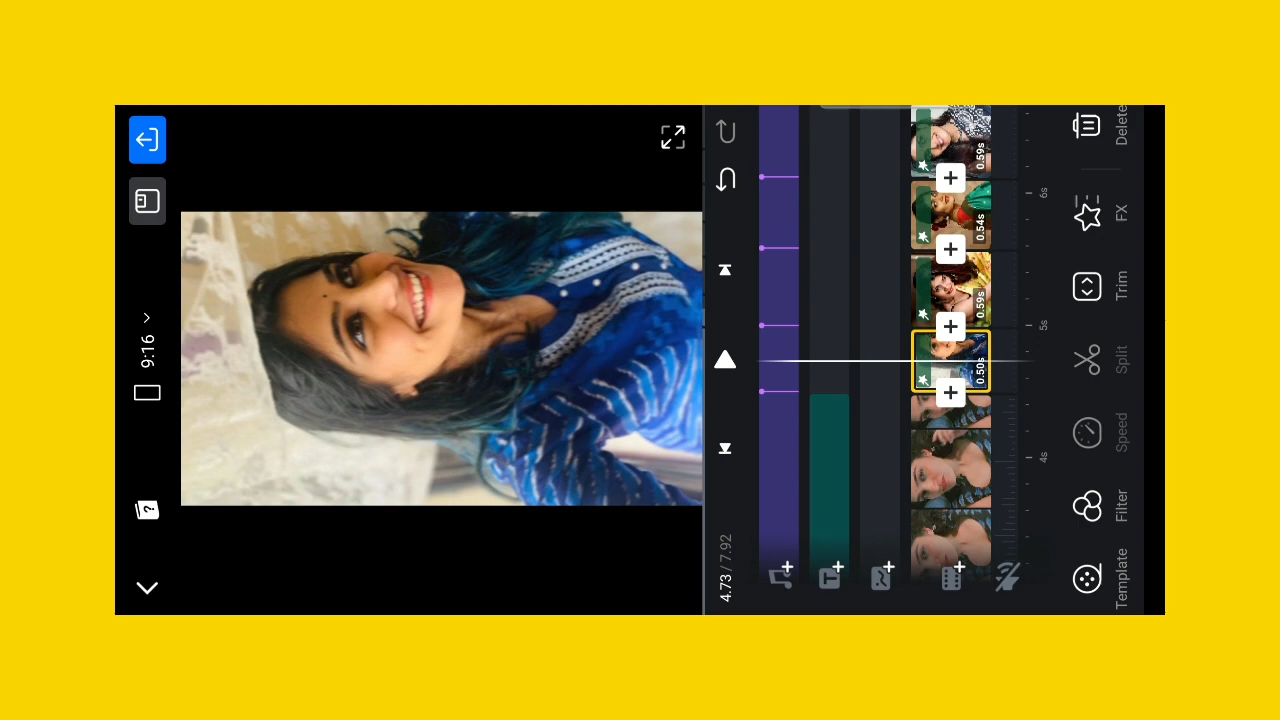 9:16
?
4.73 / 7.92
T
0.50s
0.59s
0.54s
0.59s
4s
5s
6s
Template
Filter
Speed
Split
Trim
FX
Delete